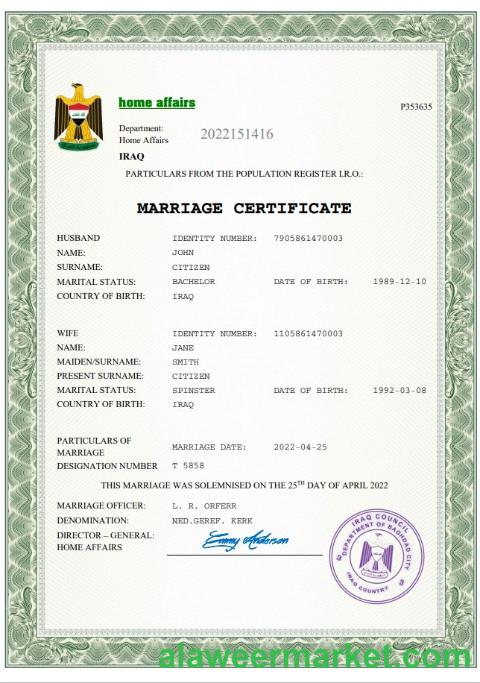 home affairs
P353635
Department:
Home Affairs
2022151416
IRAQ
PARTICULARS FROM THE POPULATION REGISTER I.R.O.:
MARRIAGE CERTIFICATE
HUSBAND IDENTITY NUMBER: 7905861470003
NAME: JOHN
SURNAME: CITIZEN
MARITAL STATUS: BACHELOR DATE OF BIRTH: 1989-12-10
COUNTRY OF BIRTH: IRAQ
WIFE IDENTITY NUMBER: 1105861470003
NAME: JANE
MAIDEN/SURNAME: SMITH
PRESENT SURNAME: CITIZEN
MARITAL STATUS: SPINSTER DATE OF BIRTH: 1992-03-08
COUNTRY OF BIRTH: IRAQ
PARTICULARS OF
MARRIAGE MARRIAGE DATE: 2022-04-25
DESIGNATION NUMBER T 5858
THIS MARRIAGE WAS SOLEMNISED ON THE 25TH DAY OF APRIL 2022
MARRIAGE OFFICER: L. R. ORFERR
DENOMINATION: NED.GEREF. KERK
DIRECTOR – GENERAL:
HOME AFFAIRS
Emmy Anderson
IRAQ COUNCIL
DEPARTMENT OF BAGHDAD CITY
IRAQ COUNTRY
alaweermarket.com